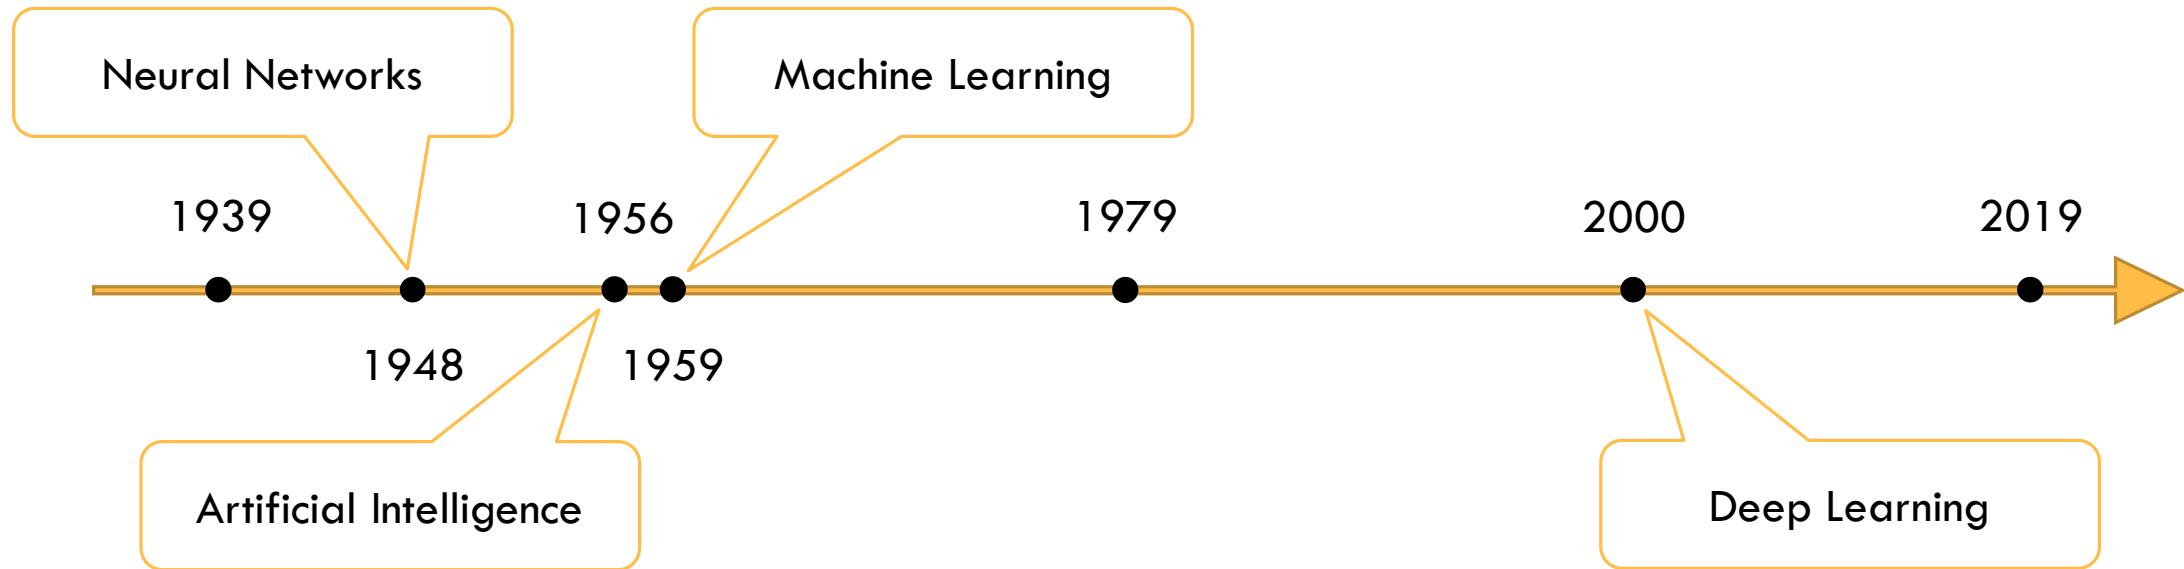 Neural Networks
Machine Learning
1939
1956
1979
2000
2019
1948
1959
Artificial Intelligence
Deep Learning